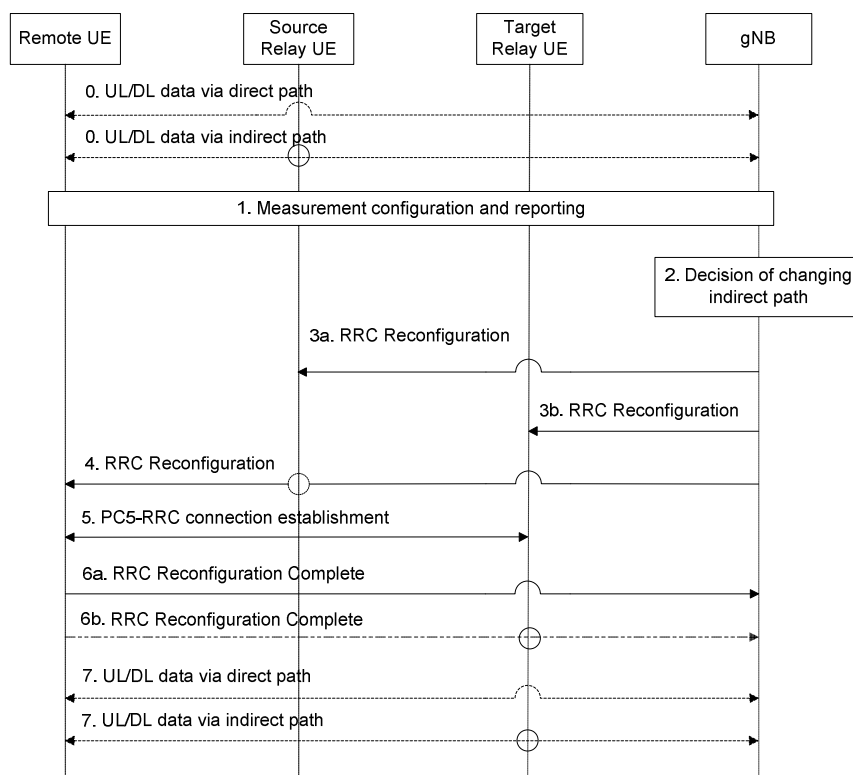 Remote UE
Source
Relay UE
Target
Relay UE
gNB
0. UL/DL data via direct path
0. UL/DL data via indirect path
1. Measurement configuration and reporting
2. Decision of changing
indirect path
3a. RRC Reconfiguration
3b. RRC Reconfiguration
4. RRC Reconfiguration
5. PC5-RRC connection establishment
6a. RRC Reconfiguration Complete
6b. RRC Reconfiguration Complete
7. UL/DL data via direct path
7. UL/DL data via indirect path